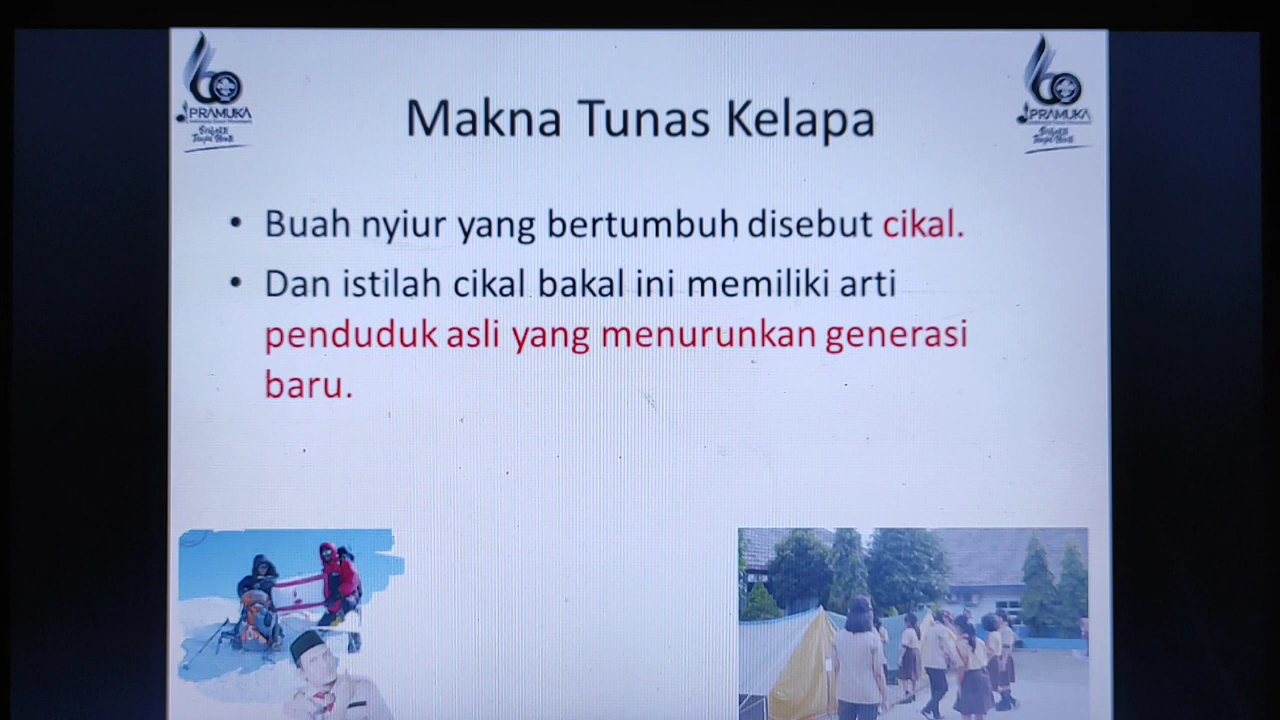 PRAMUKA
PRAMUKA
Makna Tunas Kelapa
• Buah nyiur yang bertumbuh disebut cikal.
• Dan istilah cikal bakal ini memiliki arti
penduduk asli yang menurunkan generasi
baru.